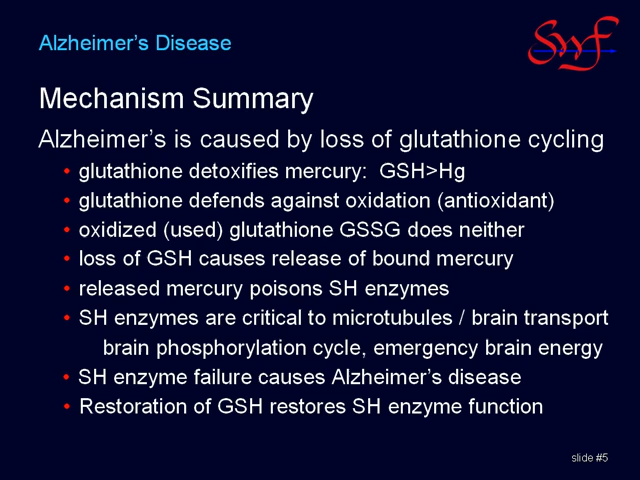 Alzheimer's Disease
SWF
Mechanism Summary
Alzheimer's is caused by loss of glutathione cycling
• glutathione detoxifies mercury:  GSH>Hg
• glutathione defends against oxidation (antioxidant)
• oxidized (used) glutathione GSSG does neither
• loss of GSH causes release of bound mercury
• released mercury poisons SH enzymes
• SH enzymes are critical to microtubules / brain transport
brain phosphorylation cycle, emergency brain energy
• SH enzyme failure causes Alzheimer's disease
• Restoration of GSH restores SH enzyme function
slide #5